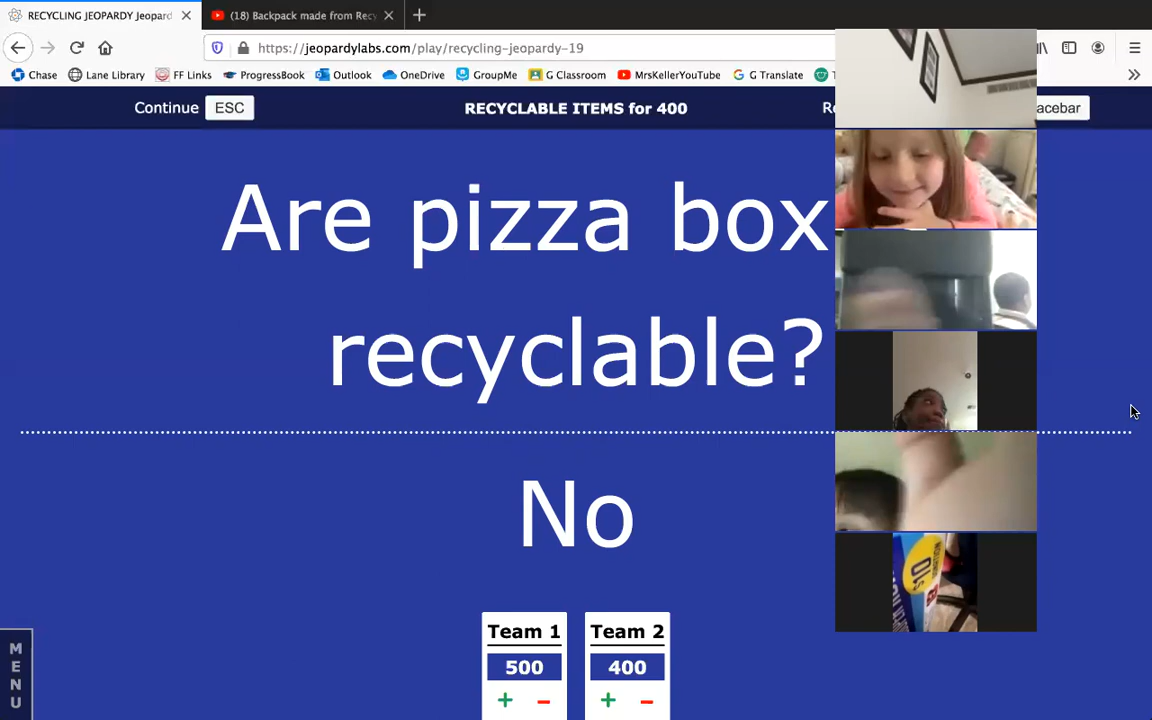 RECYCLING JEOPARDY Jeopard
(18) Backpack made from Recy
https://jeopardylabs.com/play/recycling-jeopardy-19
Chase
Lane Library
FF Links
ProgressBook
Outlook
OneDrive
GroupMe
G Classroom
MrsKellerYouTube
G Translate
Continue ESC
RECYCLABLE ITEMS for 400
Re
acebar
Are pizza box
recyclable?
No
MENU
Team 1
Team 2
500
400
+ −
+ −